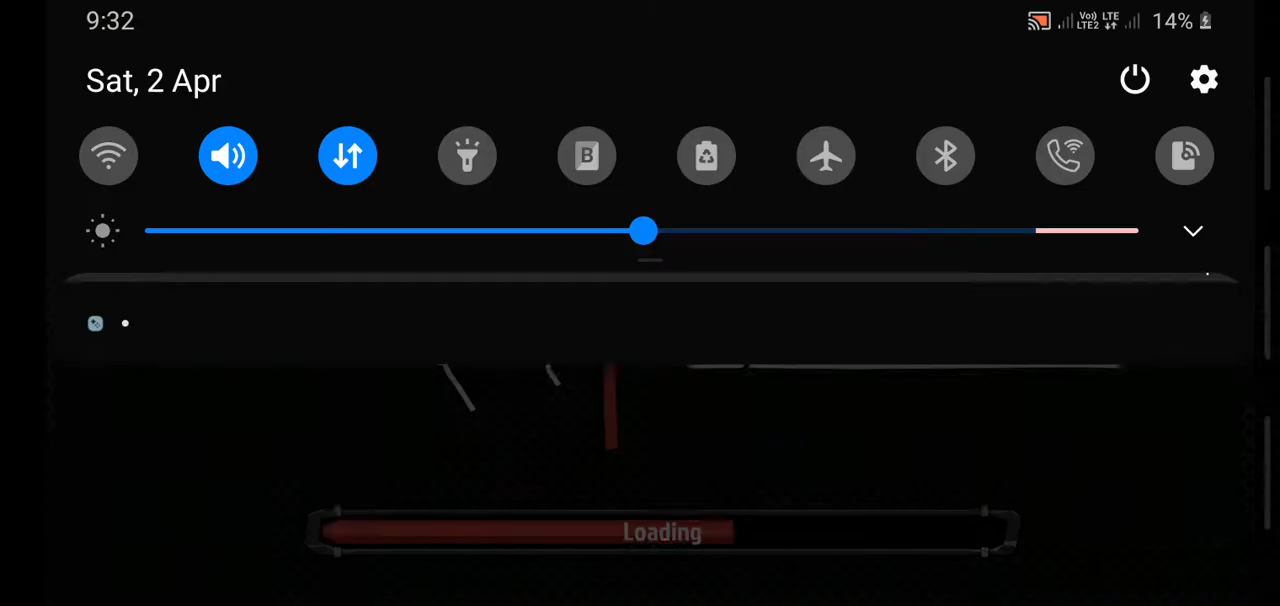 9:32
Vo)) LTE
LTE2
14%
Sat, 2 Apr
B
Loading